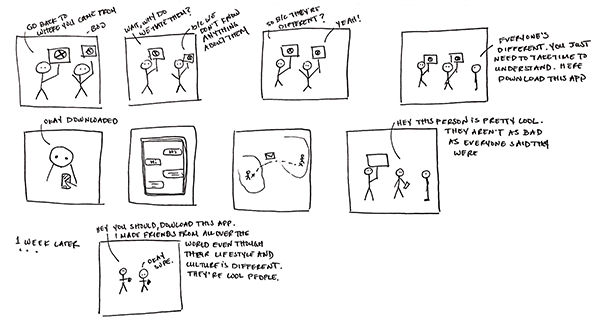 GO BACK TO
WHERE YOU CAME FROM
BOO
WAIT, WHY DO
WE HATE THEM?
B/C WE
DON'T KNOW
ANYTHING
ABOUT THEM
SO B/C THEY'RE
DIFFERENT?
YEAH!
EVERYONE'S
DIFFERENT. YOU JUST
NEED TO TAKE TIME TO
UNDERSTAND. HERE
DOWNLOAD THIS APP
OKAY DOWNLOADED
HEY THIS PERSON IS PRETTY COOL.
THEY AREN'T AS BAD
AS EVERYONE SAID THEY
WERE
1 WEEK LATER
...
HEY YOU SHOULD, DOWLOAD THIS APP.
I MADE FRIENDS FROM ALL OVER THE
WORLD EVEN THOUGH
THEIR LIFESTYLE AND
CULTURE IS DIFFERENT.
THEY'RE COOL PEOPLE.
OKAY
SURE.